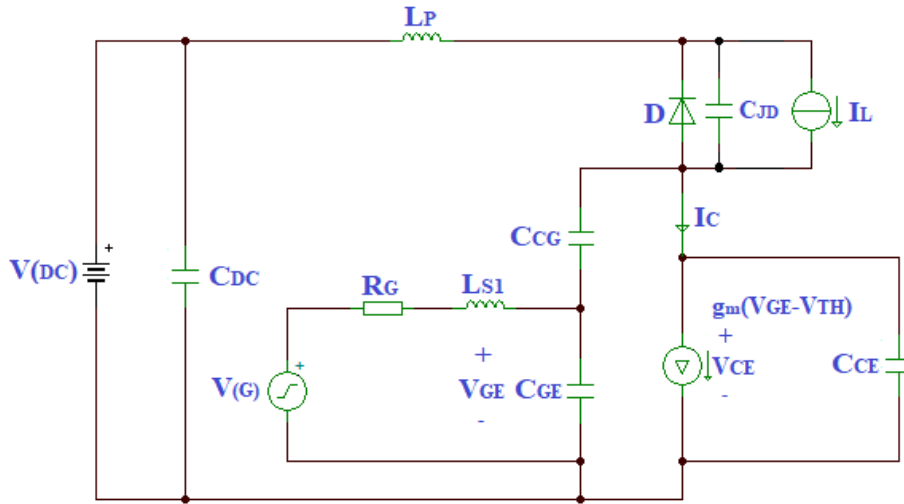 LP
D
CJD
IL
IC
CCG
+
V(DC)
CDC
RG
LS1
gm(VGE-VTH)
+
+
+
V(G)
VGE
CGE
VCE
CCE
-
-